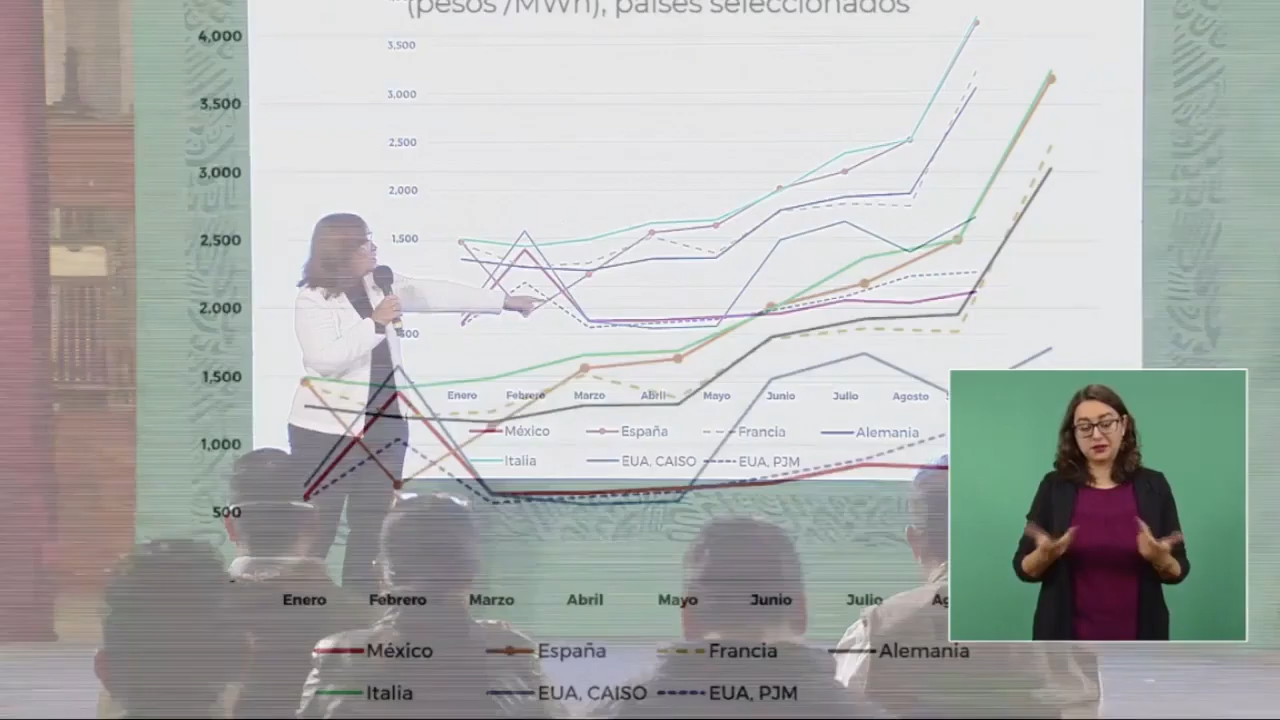 (pesos /MWh), países seleccionados
4,000
3,500
3,000
2,500
2,000
1,500
1,000
500
3,500
3,000
2,500
2,000
1,500
500
Enero Febrero Marzo Abril Mayo Junio Julio Agosto
México España Francia Alemania
Italia EUA, CAISO EUA, PJM
Enero Febrero Marzo Abril Mayo Junio Julio
México España Francia Alemania
Italia EUA, CAISO EUA, PJM